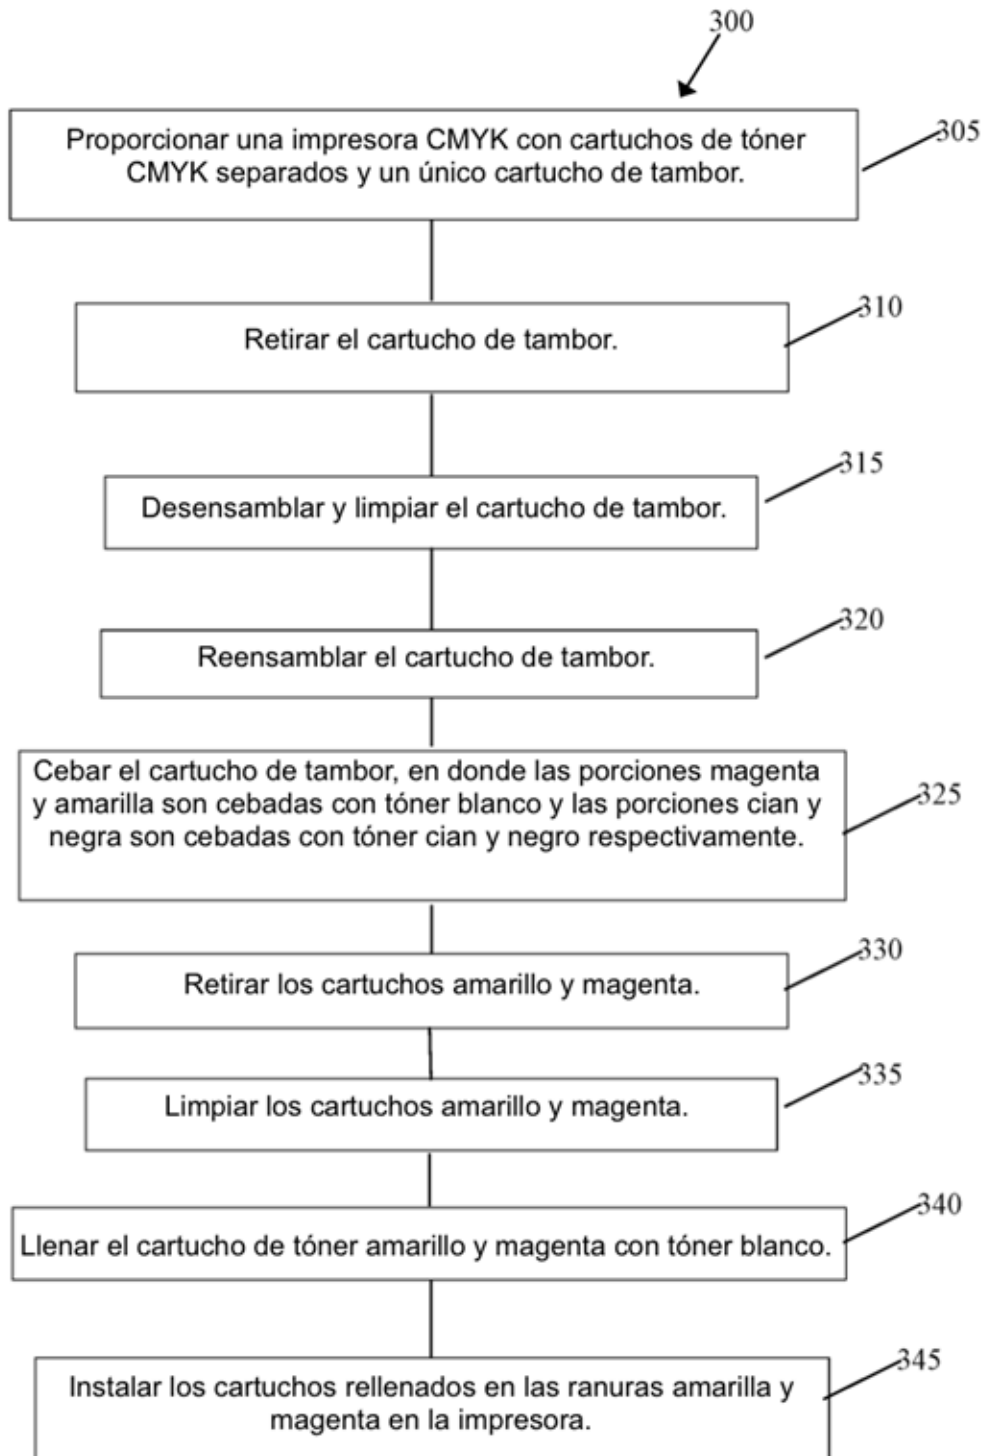 300
Proporcionar una impresora CMYK con cartuchos de tóner
CMYK separados y un único cartucho de tambor.
305
Retirar el cartucho de tambor.
310
Desensamblar y limpiar el cartucho de tambor.
315
Reensamblar el cartucho de tambor.
320
Cebar el cartucho de tambor, en donde las porciones magenta
y amarilla son cebadas con tóner blanco y las porciones cian y
negra son cebadas con tóner cian y negro respectivamente.
325
Retirar los cartuchos amarillo y magenta.
330
Limpiar los cartuchos amarillo y magenta.
335
Llenar el cartucho de tóner amarillo y magenta con tóner blanco.
340
Instalar los cartuchos rellenados en las ranuras amarilla y
magenta en la impresora.
345